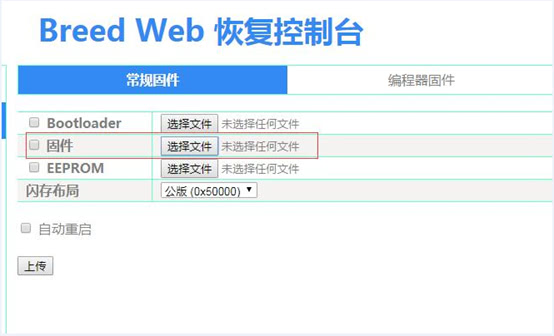 Breed Web 恢复控制台
常规固件 编程器固件
Bootloader 选择文件 未选择任何文件
固件 选择文件 未选择任何文件
EEPROM 选择文件 未选择任何文件
闪存布局 公版 (0x50000)
自动重启
上传